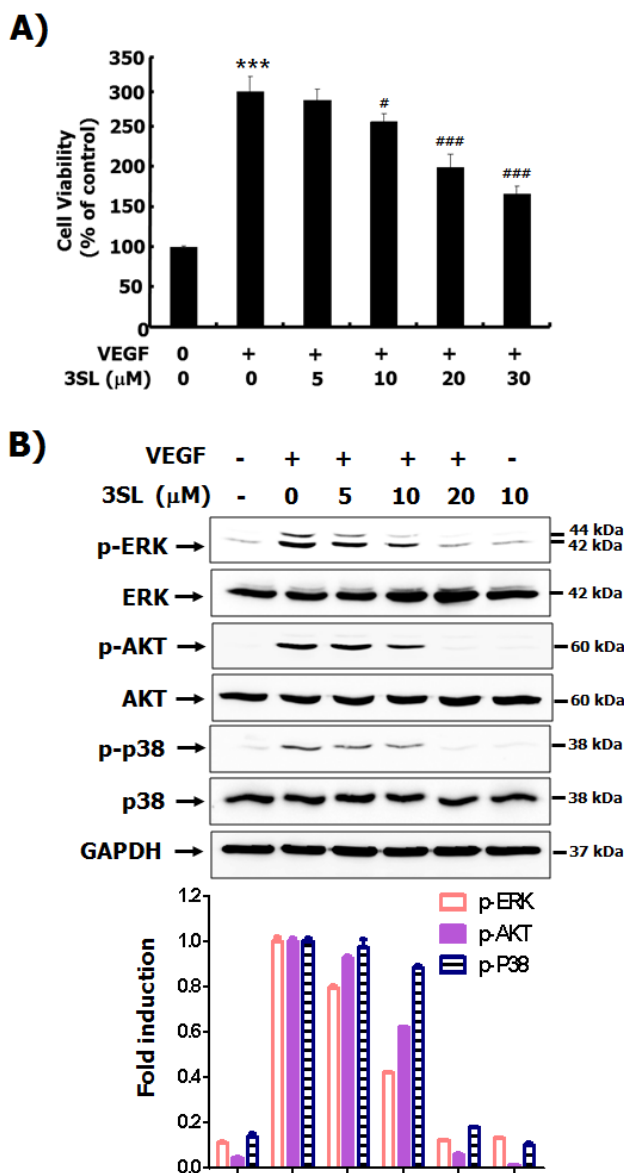 A)
Cell Viability
(% of control)
350
300
250
200
150
100
50
0
***
#
###
###
VEGF 0 + + + + +
3SL (μM) 0 0 5 10 20 30
B)
VEGF - + + + + -
3SL (μM) - 0 5 10 20 10
p-ERK 44 kDa
42 kDa
ERK 42 kDa
p-AKT 60 kDa
AKT 60 kDa
p-p38 38 kDa
p38 38 kDa
GAPDH 37 kDa
Fold induction
1.2
1.0
0.8
0.6
0.4
0.2
0.0
p-ERK
p-AKT
p-P38